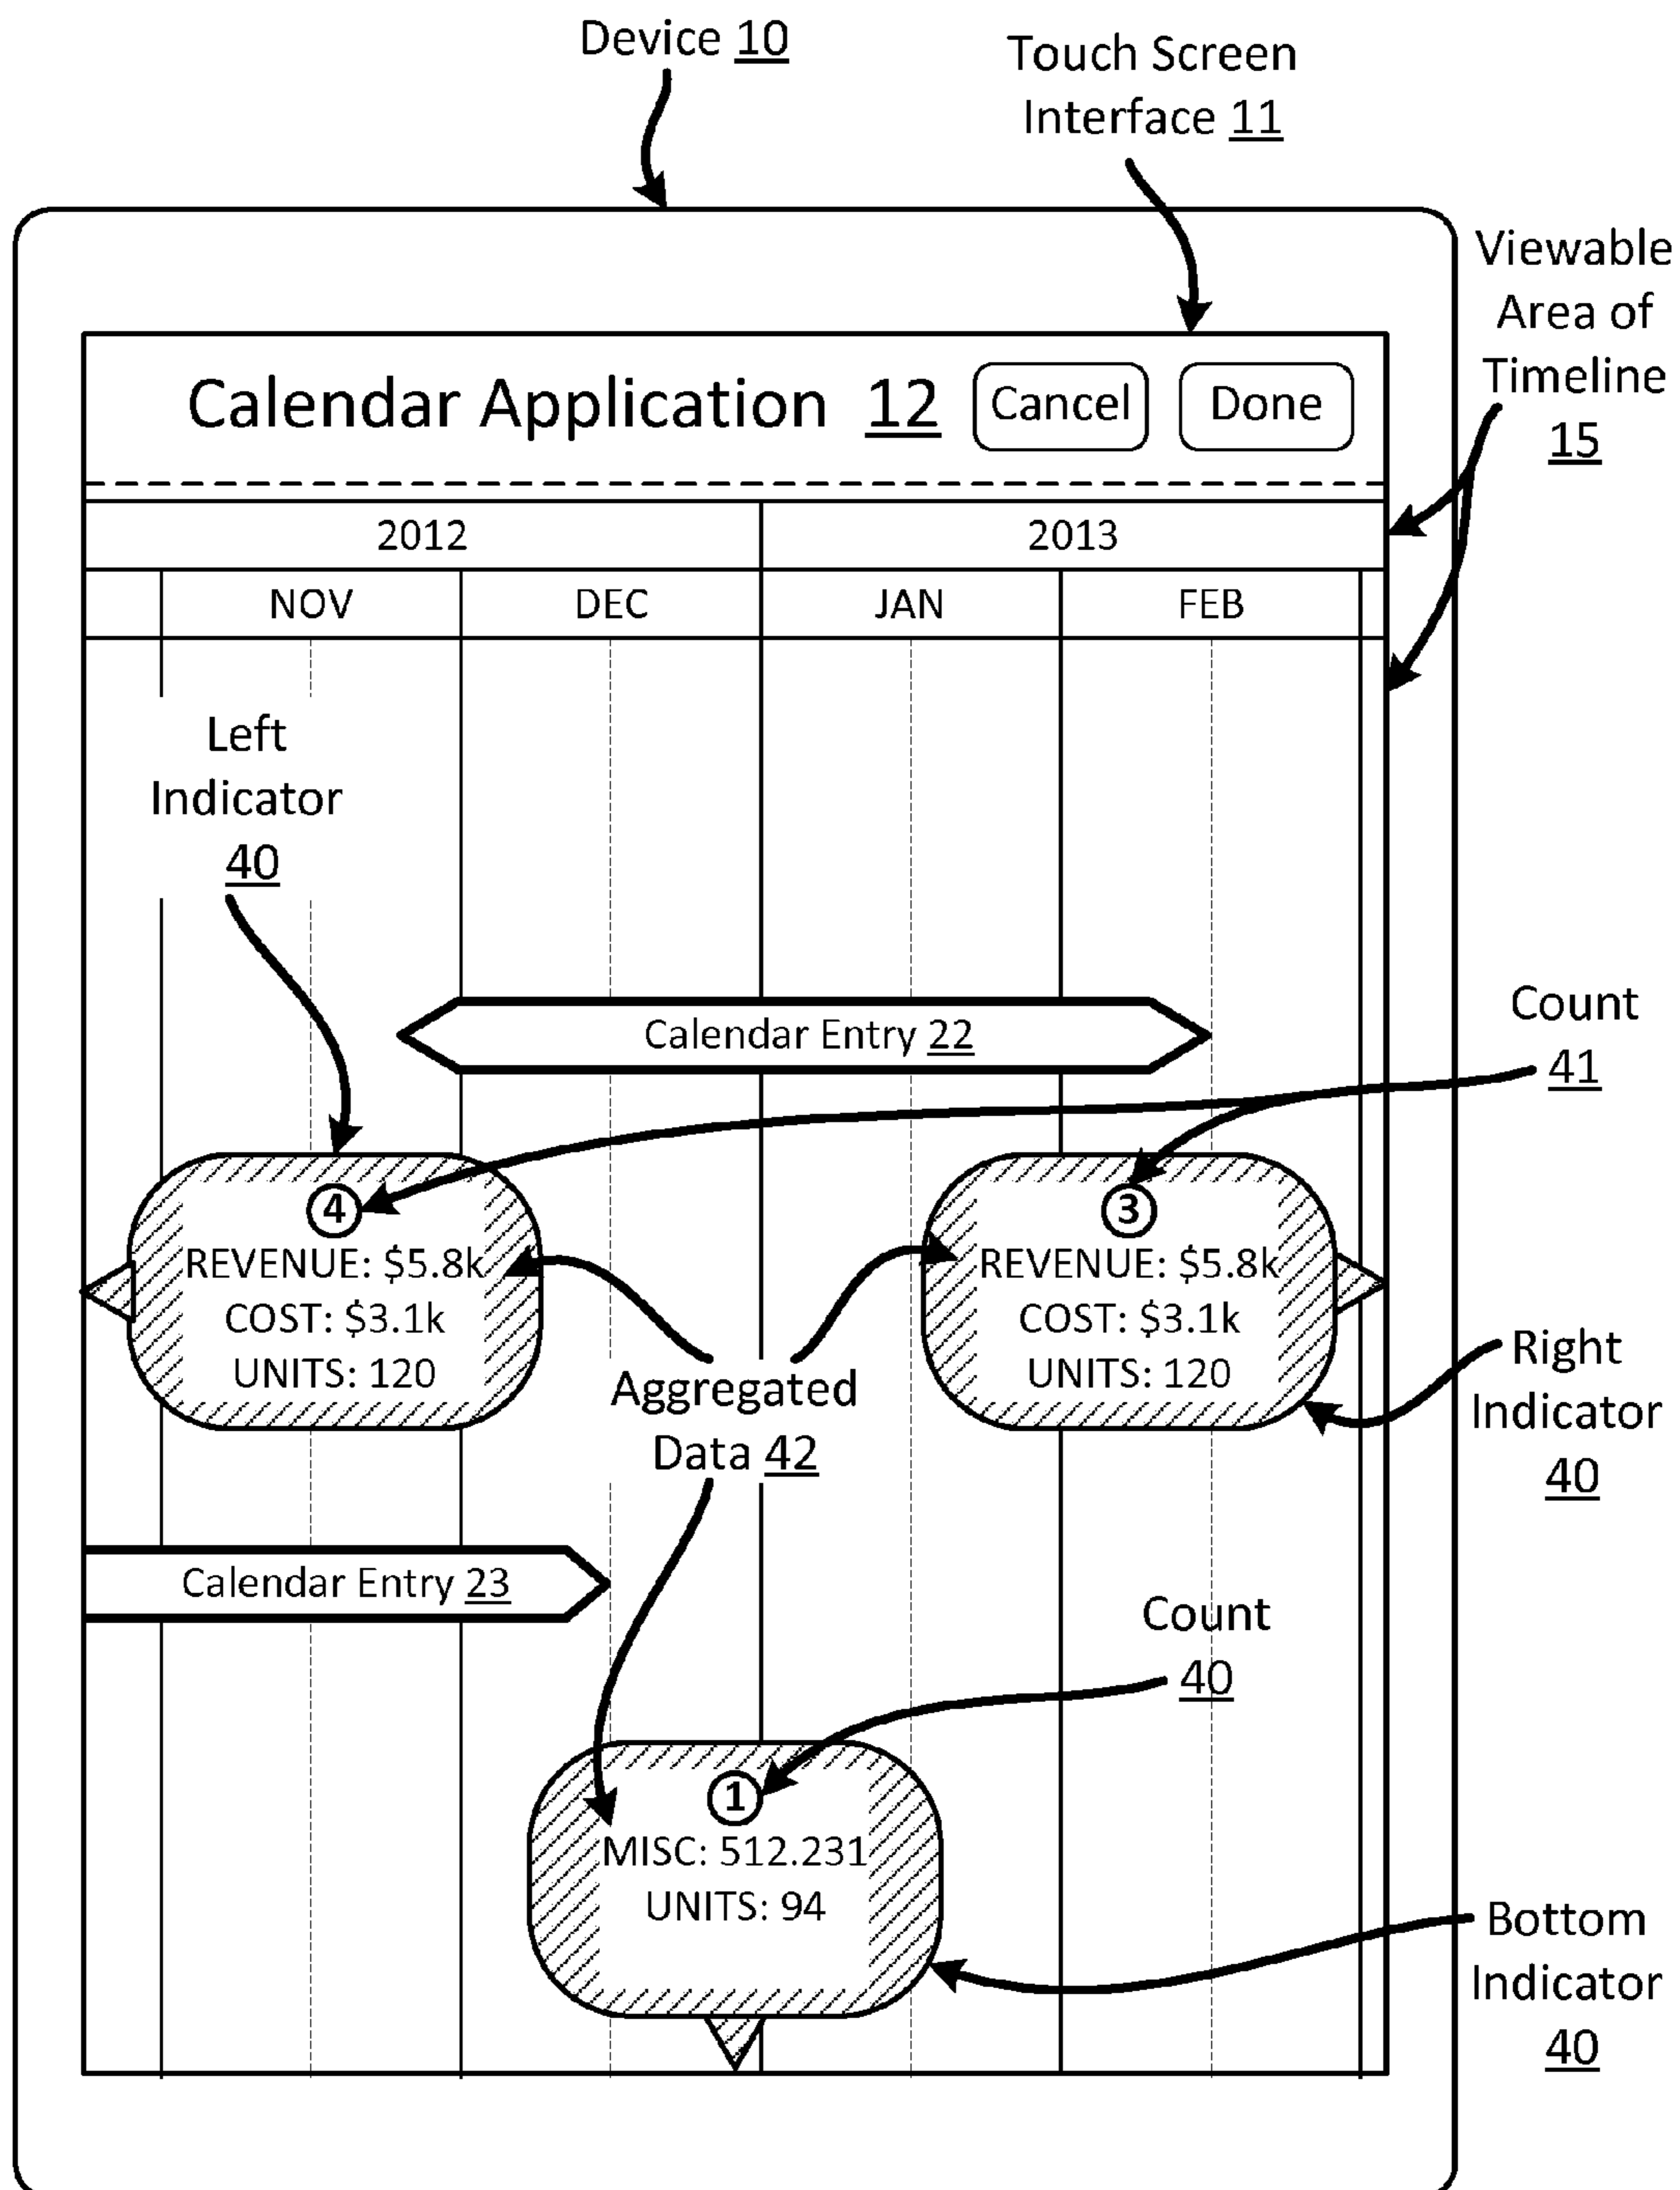 Device 10
Touch Screen
Interface 11
Viewable
Area of
Timeline
15
Calendar Application 12
Cancel
Done
2012
2013
NOV
DEC
JAN
FEB
Left
Indicator
40
Calendar Entry 22
Count
41
4
REVENUE: $5.8k
COST: $3.1k
UNITS: 120
3
REVENUE: $5.8k
COST: $3.1k
UNITS: 120
Aggregated
Data 42
Right
Indicator
40
Calendar Entry 23
Count
40
1
MISC: 512.231
UNITS: 94
Bottom
Indicator
40